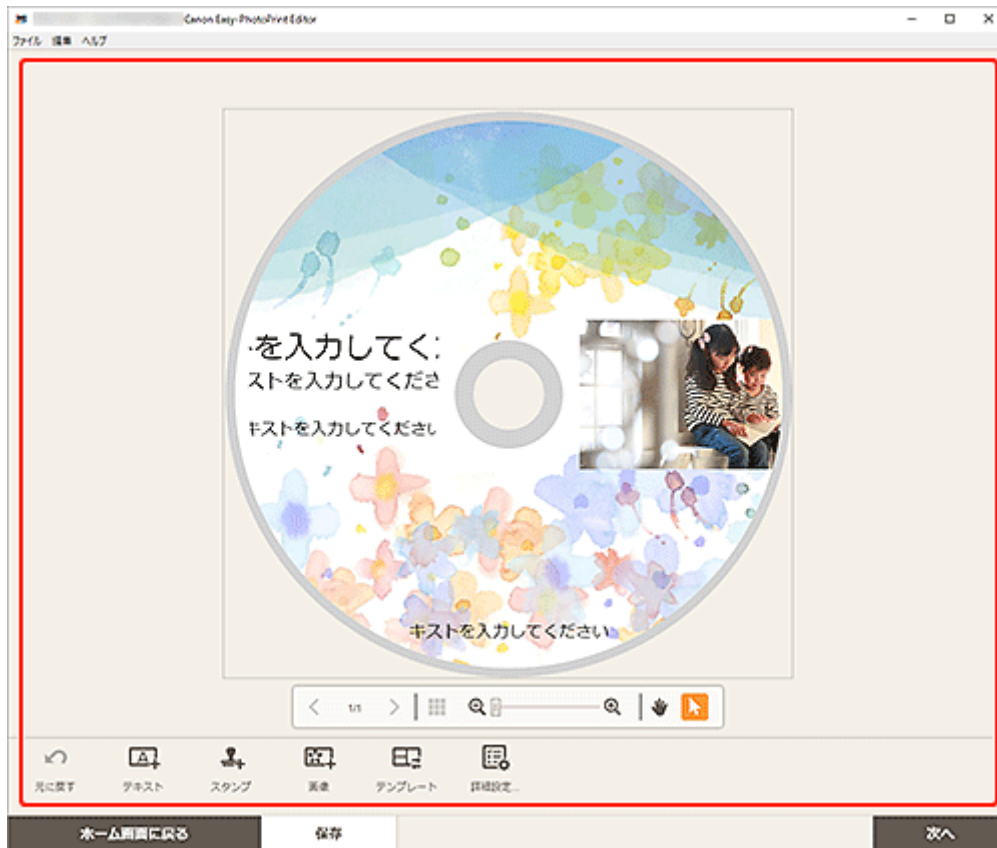 Canon Easy-PhotoPrint Editor
ファイル 編集 ヘルプ
を入力してく
ストを入力してくださ
キストを入力してください
キストを入力してください
1/1
元に戻す テキスト スタンプ 画像 テンプレート 詳細設定...
ホーム画面に戻る 保存 次へ